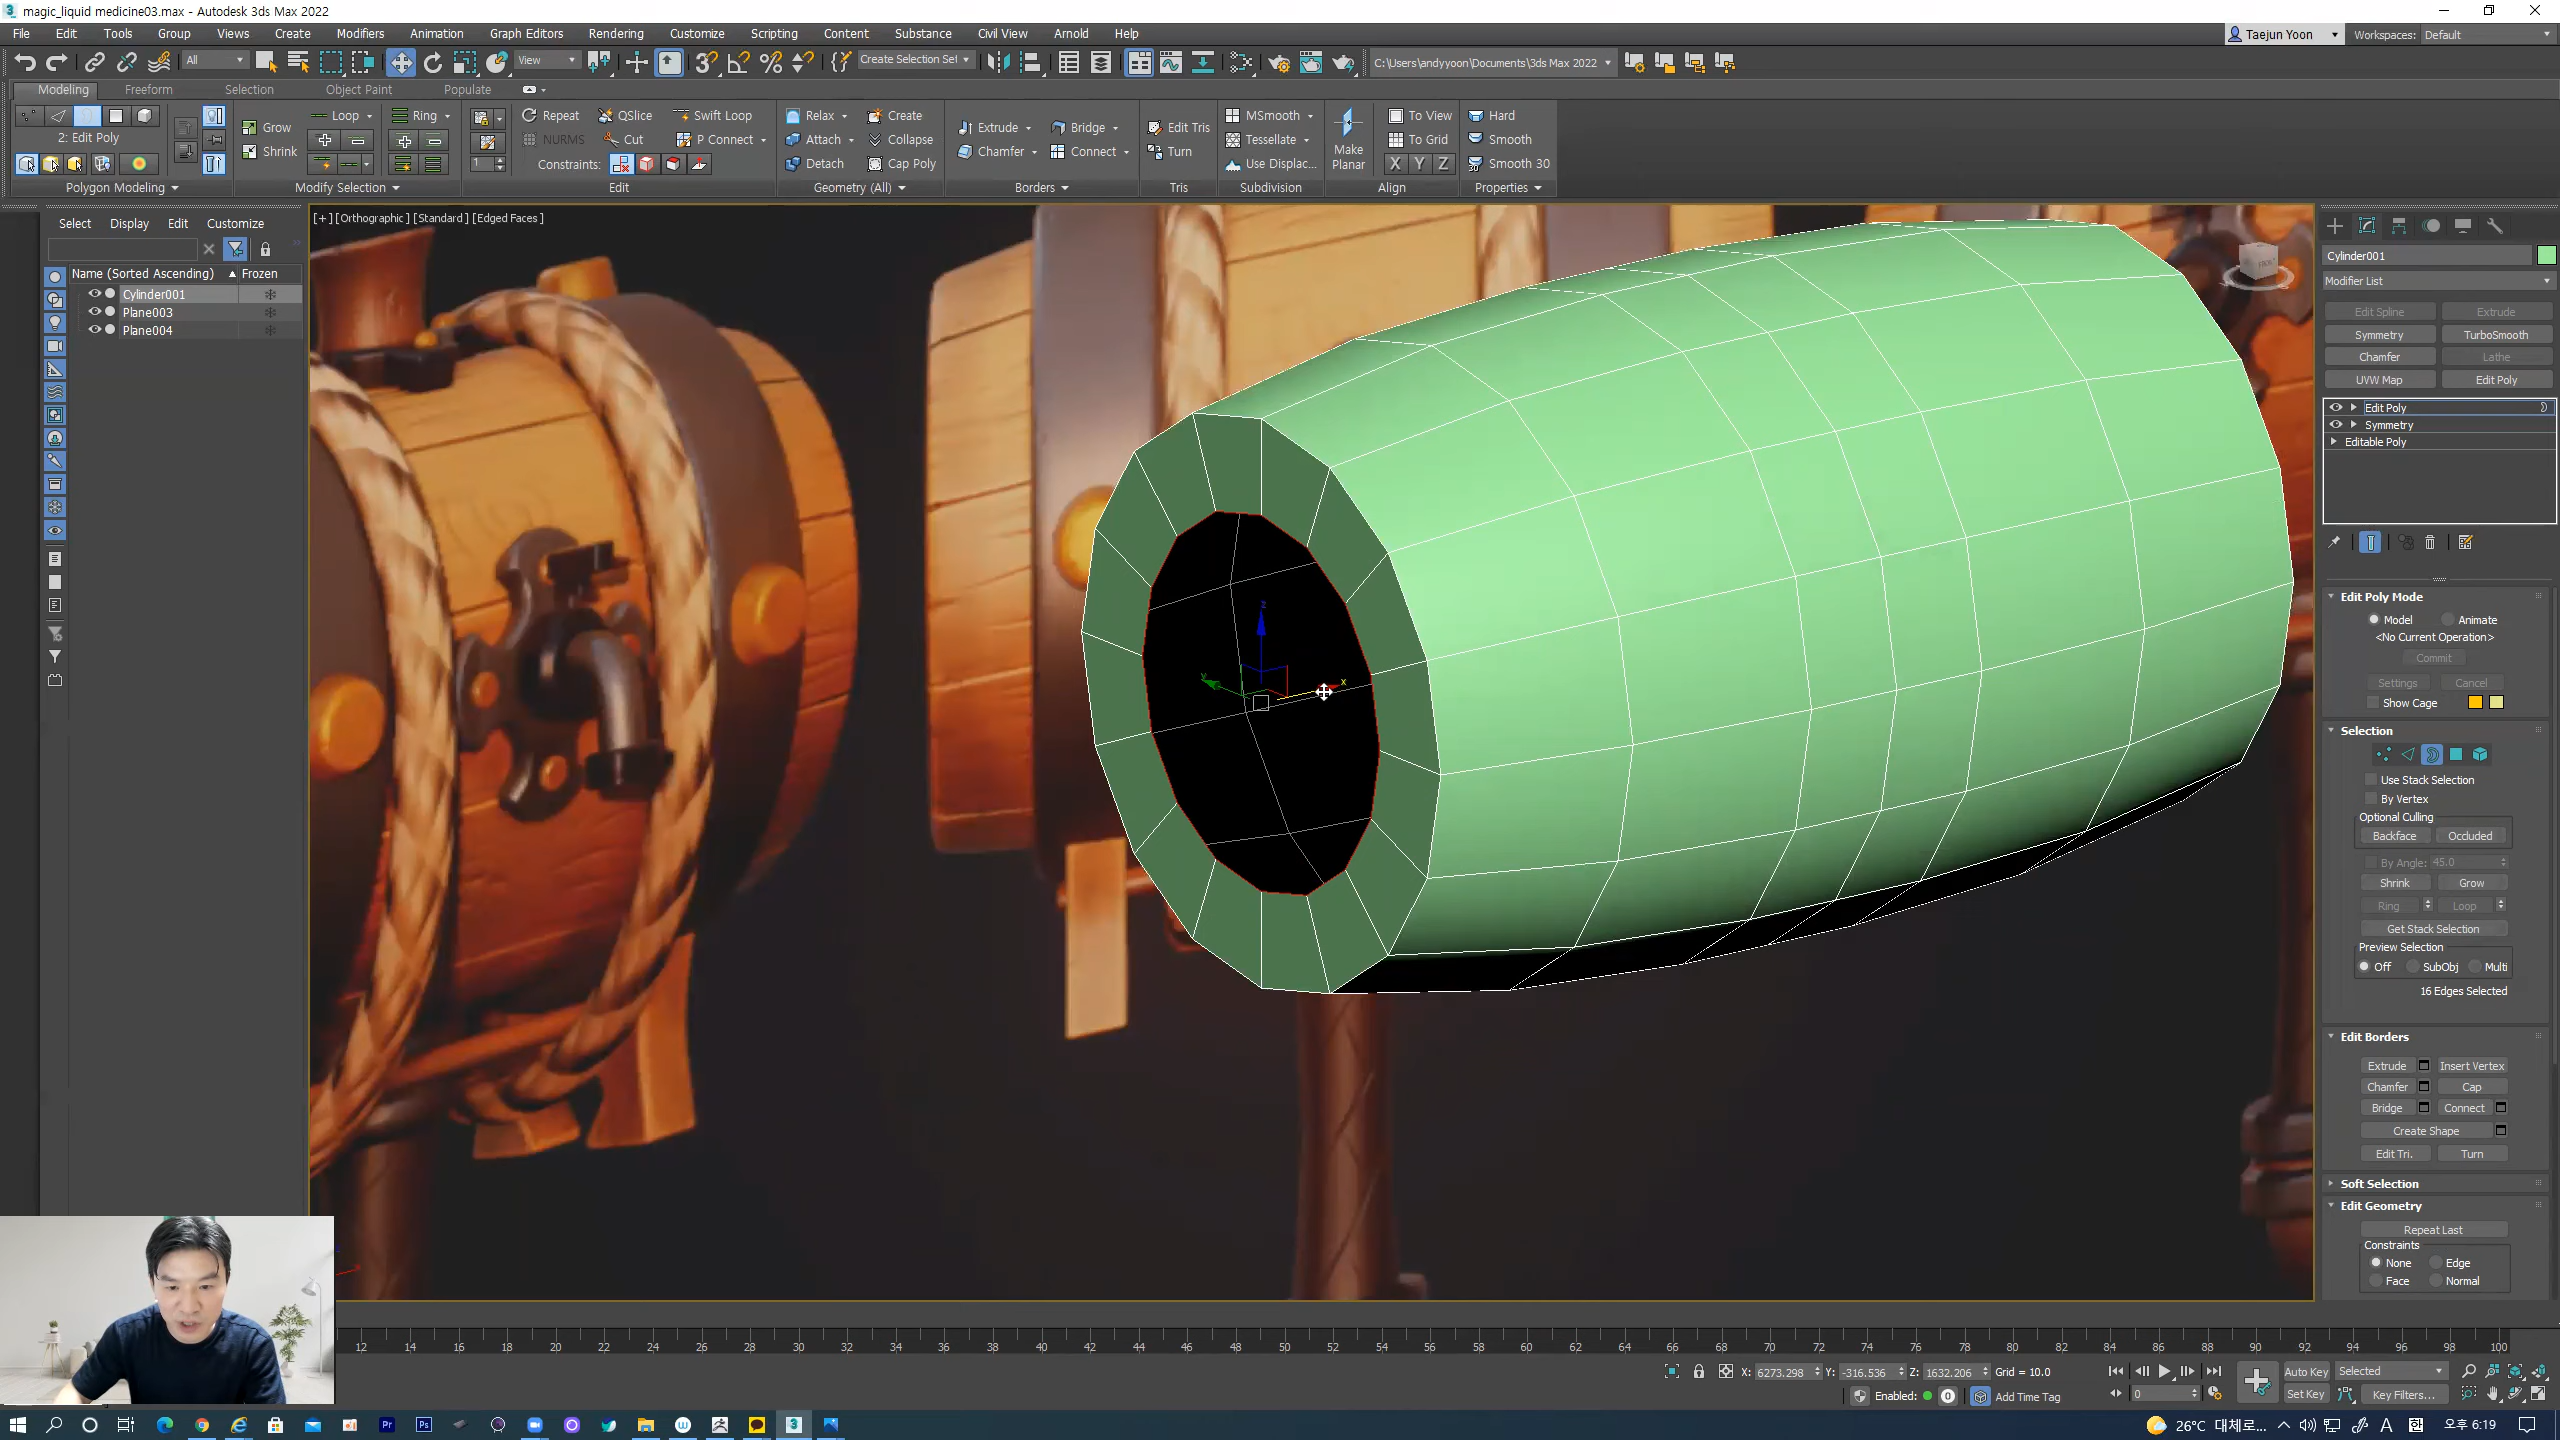 magic_liquid medicine03.max - Autodesk 3ds Max 2022
File Edit Tools Group Views Create Modifiers Animation Graph Editors Rendering Customize Scripting Content Substance Civil View Arnold Help
Taejun Yoon Workspaces: Default
All View Create Selection Set C:\Users\andyyoon\Documents\3ds Max 2022
Modeling Freeform Selection Object Paint Populate
Loop Ring Repeat QSlice Swift Loop Relax Create MSmooth To View Hard
2: Edit Poly Grow NURMS Cut P Connect Attach Collapse Extrude Bridge Edit Tris Tessellate To Grid Smooth
Shrink 1 Constraints: Detach Cap Poly Chamfer Connect Turn Use Displac... Make Planar X Y Z Smooth 30
Polygon Modeling Modify Selection Edit Geometry (All) Borders Tris Subdivision Align Properties
Select Display Edit Customize
[+] [Orthographic ] [Standard ] [Edged Faces ]
Name (Sorted Ascending) Frozen
Cylinder001
Plane003
Plane004
z
y
x
FRONT
Cylinder001
Modifier List
Edit Spline Extrude
Symmetry TurboSmooth
Chamfer Lathe
UVW Map Edit Poly
Edit Poly
Symmetry
Editable Poly
Edit Poly Mode
Model Animate
<No Current Operation>
Commit
Settings Cancel
Show Cage
Selection
Use Stack Selection
By Vertex
Optional Culling
Backface Occluded
By Angle: 45.0
Shrink Grow
Ring Loop
Get Stack Selection
Preview Selection
Off SubObj Multi
16 Edges Selected
Edit Borders
Extrude Insert Vertex
Chamfer Cap
Bridge Connect
Create Shape
Edit Tri. Turn
Soft Selection
Edit Geometry
Repeat Last
Constraints
None Edge
Face Normal
12 14 16 18 20 22 24 26 28 30 32 34 36 38 40 42 44 46 48 50 52 54 56 58 60 62 64 66 68 70 72 74 76 78 80 82 84 86 88 90 92 94 96 98 100
X: 6273.298 Y: -316.536 Z: 1632.206 Grid = 10.0 Auto Key Selected
Enabled: 0 Add Time Tag 0 Set Key Key Filters...
26°C 대체로... A 한 오후 6:19